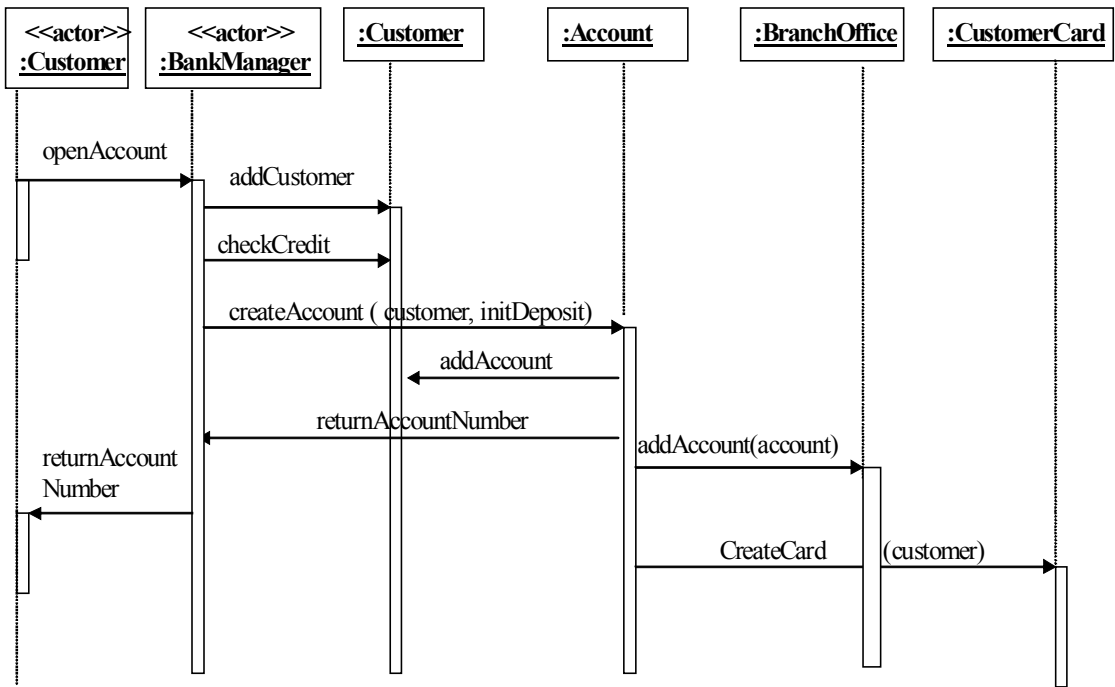 <<actor>>
:Customer
<<actor>>
:BankManager
:Customer
:Account
:BranchOffice
:CustomerCard
openAccount
addCustomer
checkCredit
createAccount ( customer, initDeposit)
addAccount
returnAccountNumber
addAccount(account)
returnAccount
Number
CreateCard (customer)